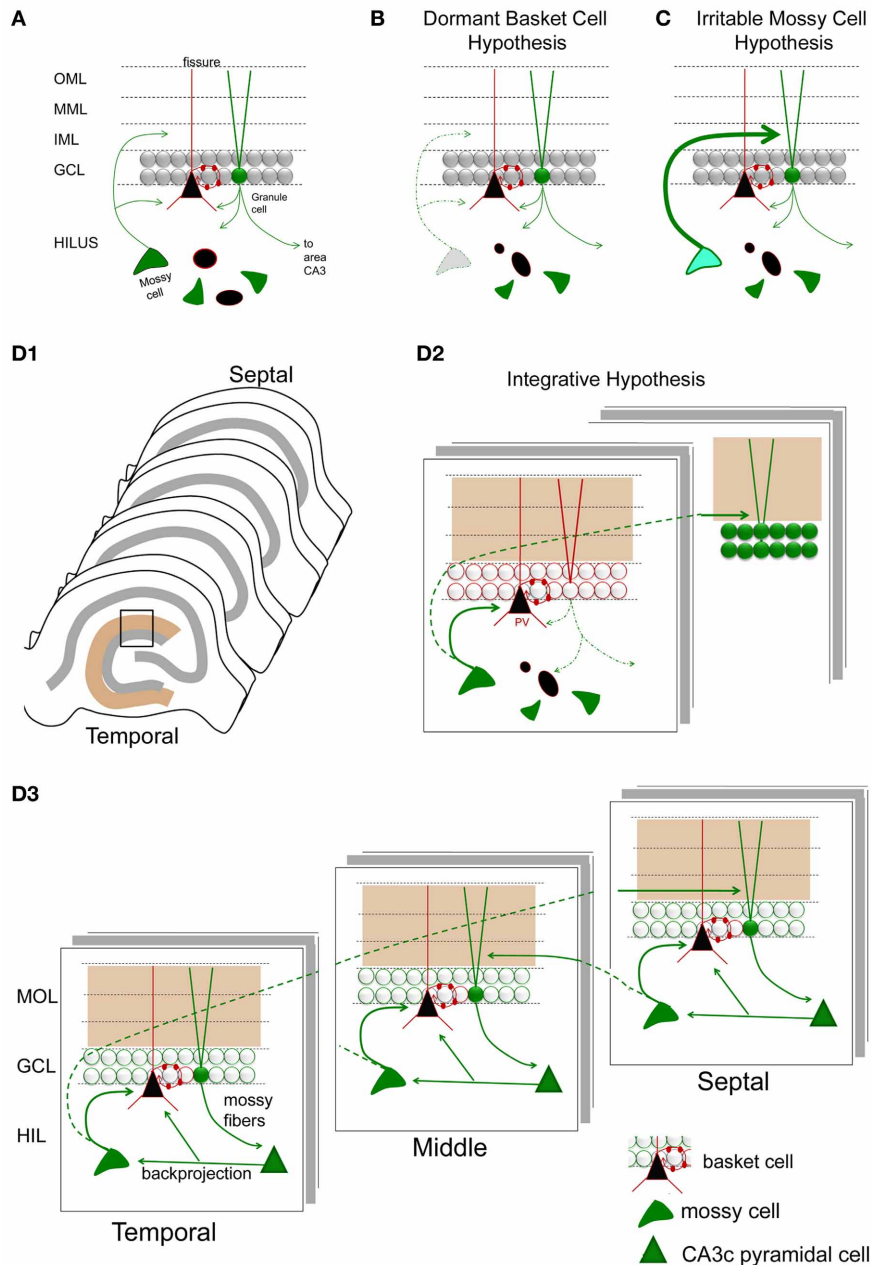 A
fissure
OML
MML
IML
GCL
Granule
cell
HILUS
Mossy
cell
to
area
CA3
B
Dormant Basket Cell
Hypothesis
C
Irritable Mossy Cell
Hypothesis
D1
Septal
Temporal
D2
Integrative Hypothesis
PV
D3
MOL
GCL
HIL
mossy
fibers
backprojection
Temporal
Middle
Septal
basket cell
mossy cell
CA3c pyramidal cell